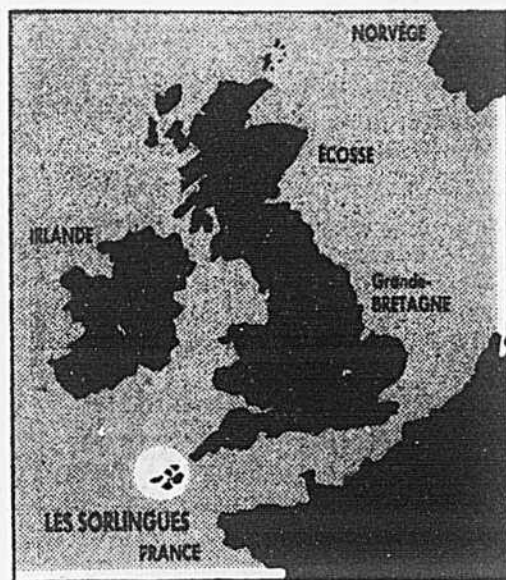 NORVÈGE
ÉCOSSE
IRLANDE
Grande-
BRETAGNE
LES SORLINGUES
FRANCE